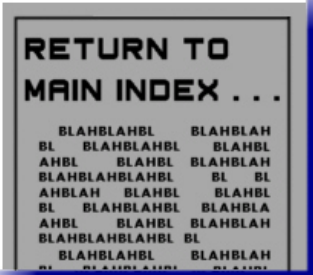 RETURN TO
MAIN INDEX . . .
BLAHBLAHBL BLAHBLAH
BL BLAHBLAHBL BLAHBL
AHBL BLAHBL BLAHBLAH
BLAHBLAHBLAHBL BL BL
AHBLAH BLAHBL BLAHBL
BL BLAHBLAHBL BLAHBLA
AHBL BLAHBL BLAHBLAH
BLAHBLAHBLAHBL BL
BLAHBLAHBL BLAHBLAH